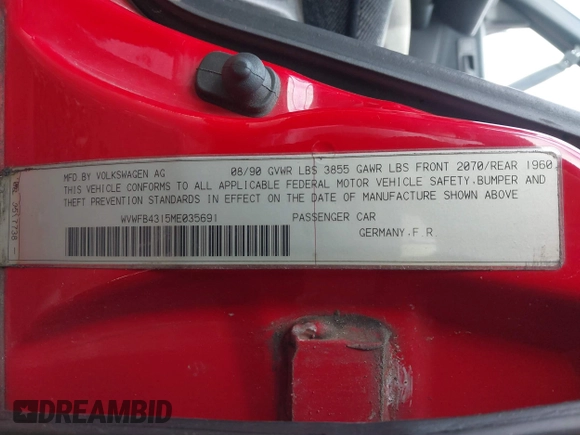 MFD BY VOLKSWAGEN AG 08/90 GVWR LBS 3855 GAWR LBS FRONT 2070/REAR 1960
THIS VEHICLE CONFORMS TO ALL APPLICABLE FEDERAL MOTOR VEHICLE SAFETY, BUMPER AND
THEFT PREVENTION STANDARDS IN EFFECT ON THE DATE OF MANUFACTURE SHOWN ABOVE
WVWFB4315ME035691 PASSENGER CAR
GERMANY, F R
DREAMBID